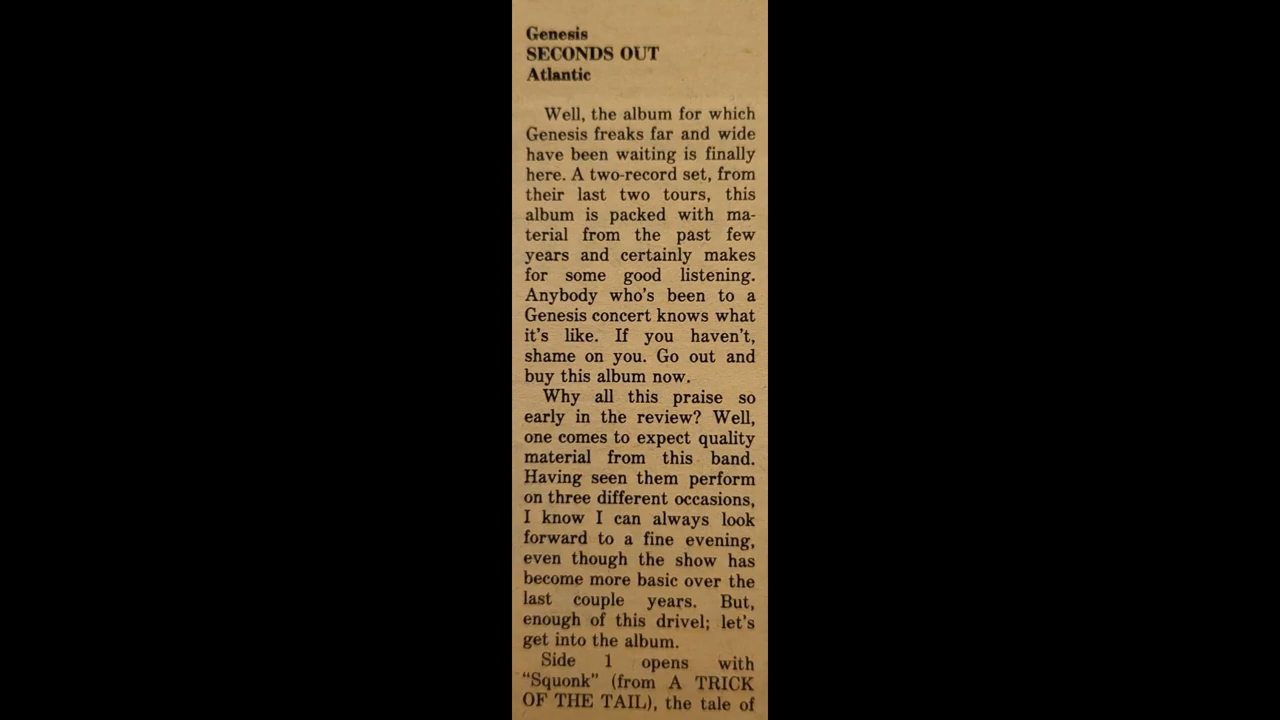 Genesis
SECONDS OUT
Atlantic
Well, the album for which
Genesis freaks far and wide
have been waiting is finally
here. A two-record set, from
their last two tours, this
album is packed with ma-
terial from the past few
years and certainly makes
for some good listening.
Anybody who's been to a
Genesis concert knows what
it's like. If you haven't,
shame on you. Go out and
buy this album now.
Why all this praise so
early in the review? Well,
one comes to expect quality
material from this band.
Having seen them perform
on three different occasions,
I know I can always look
forward to a fine evening,
even though the show has
become more basic over the
last couple years. But,
enough of this drivel; let's
get into the album.
Side 1 opens with
"Squonk" (from A TRICK
OF THE TAIL), the tale of